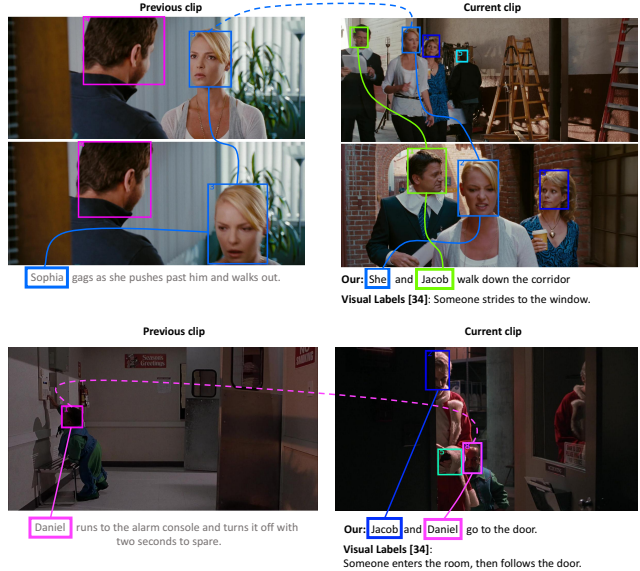 Previous clip
Current clip
Sophia gags as she pushes past him and walks out.
Our: She and Jacob walk down the corridor
Visual Labels [34]: Someone strides to the window.
Previous clip
Current clip
Daniel runs to the alarm console and turns it off with
two seconds to spare.
Our: Jacob and Daniel go to the door.
Visual Labels [34]:
Someone enters the room, then follows the door.
SEASONS
Greetings
NO